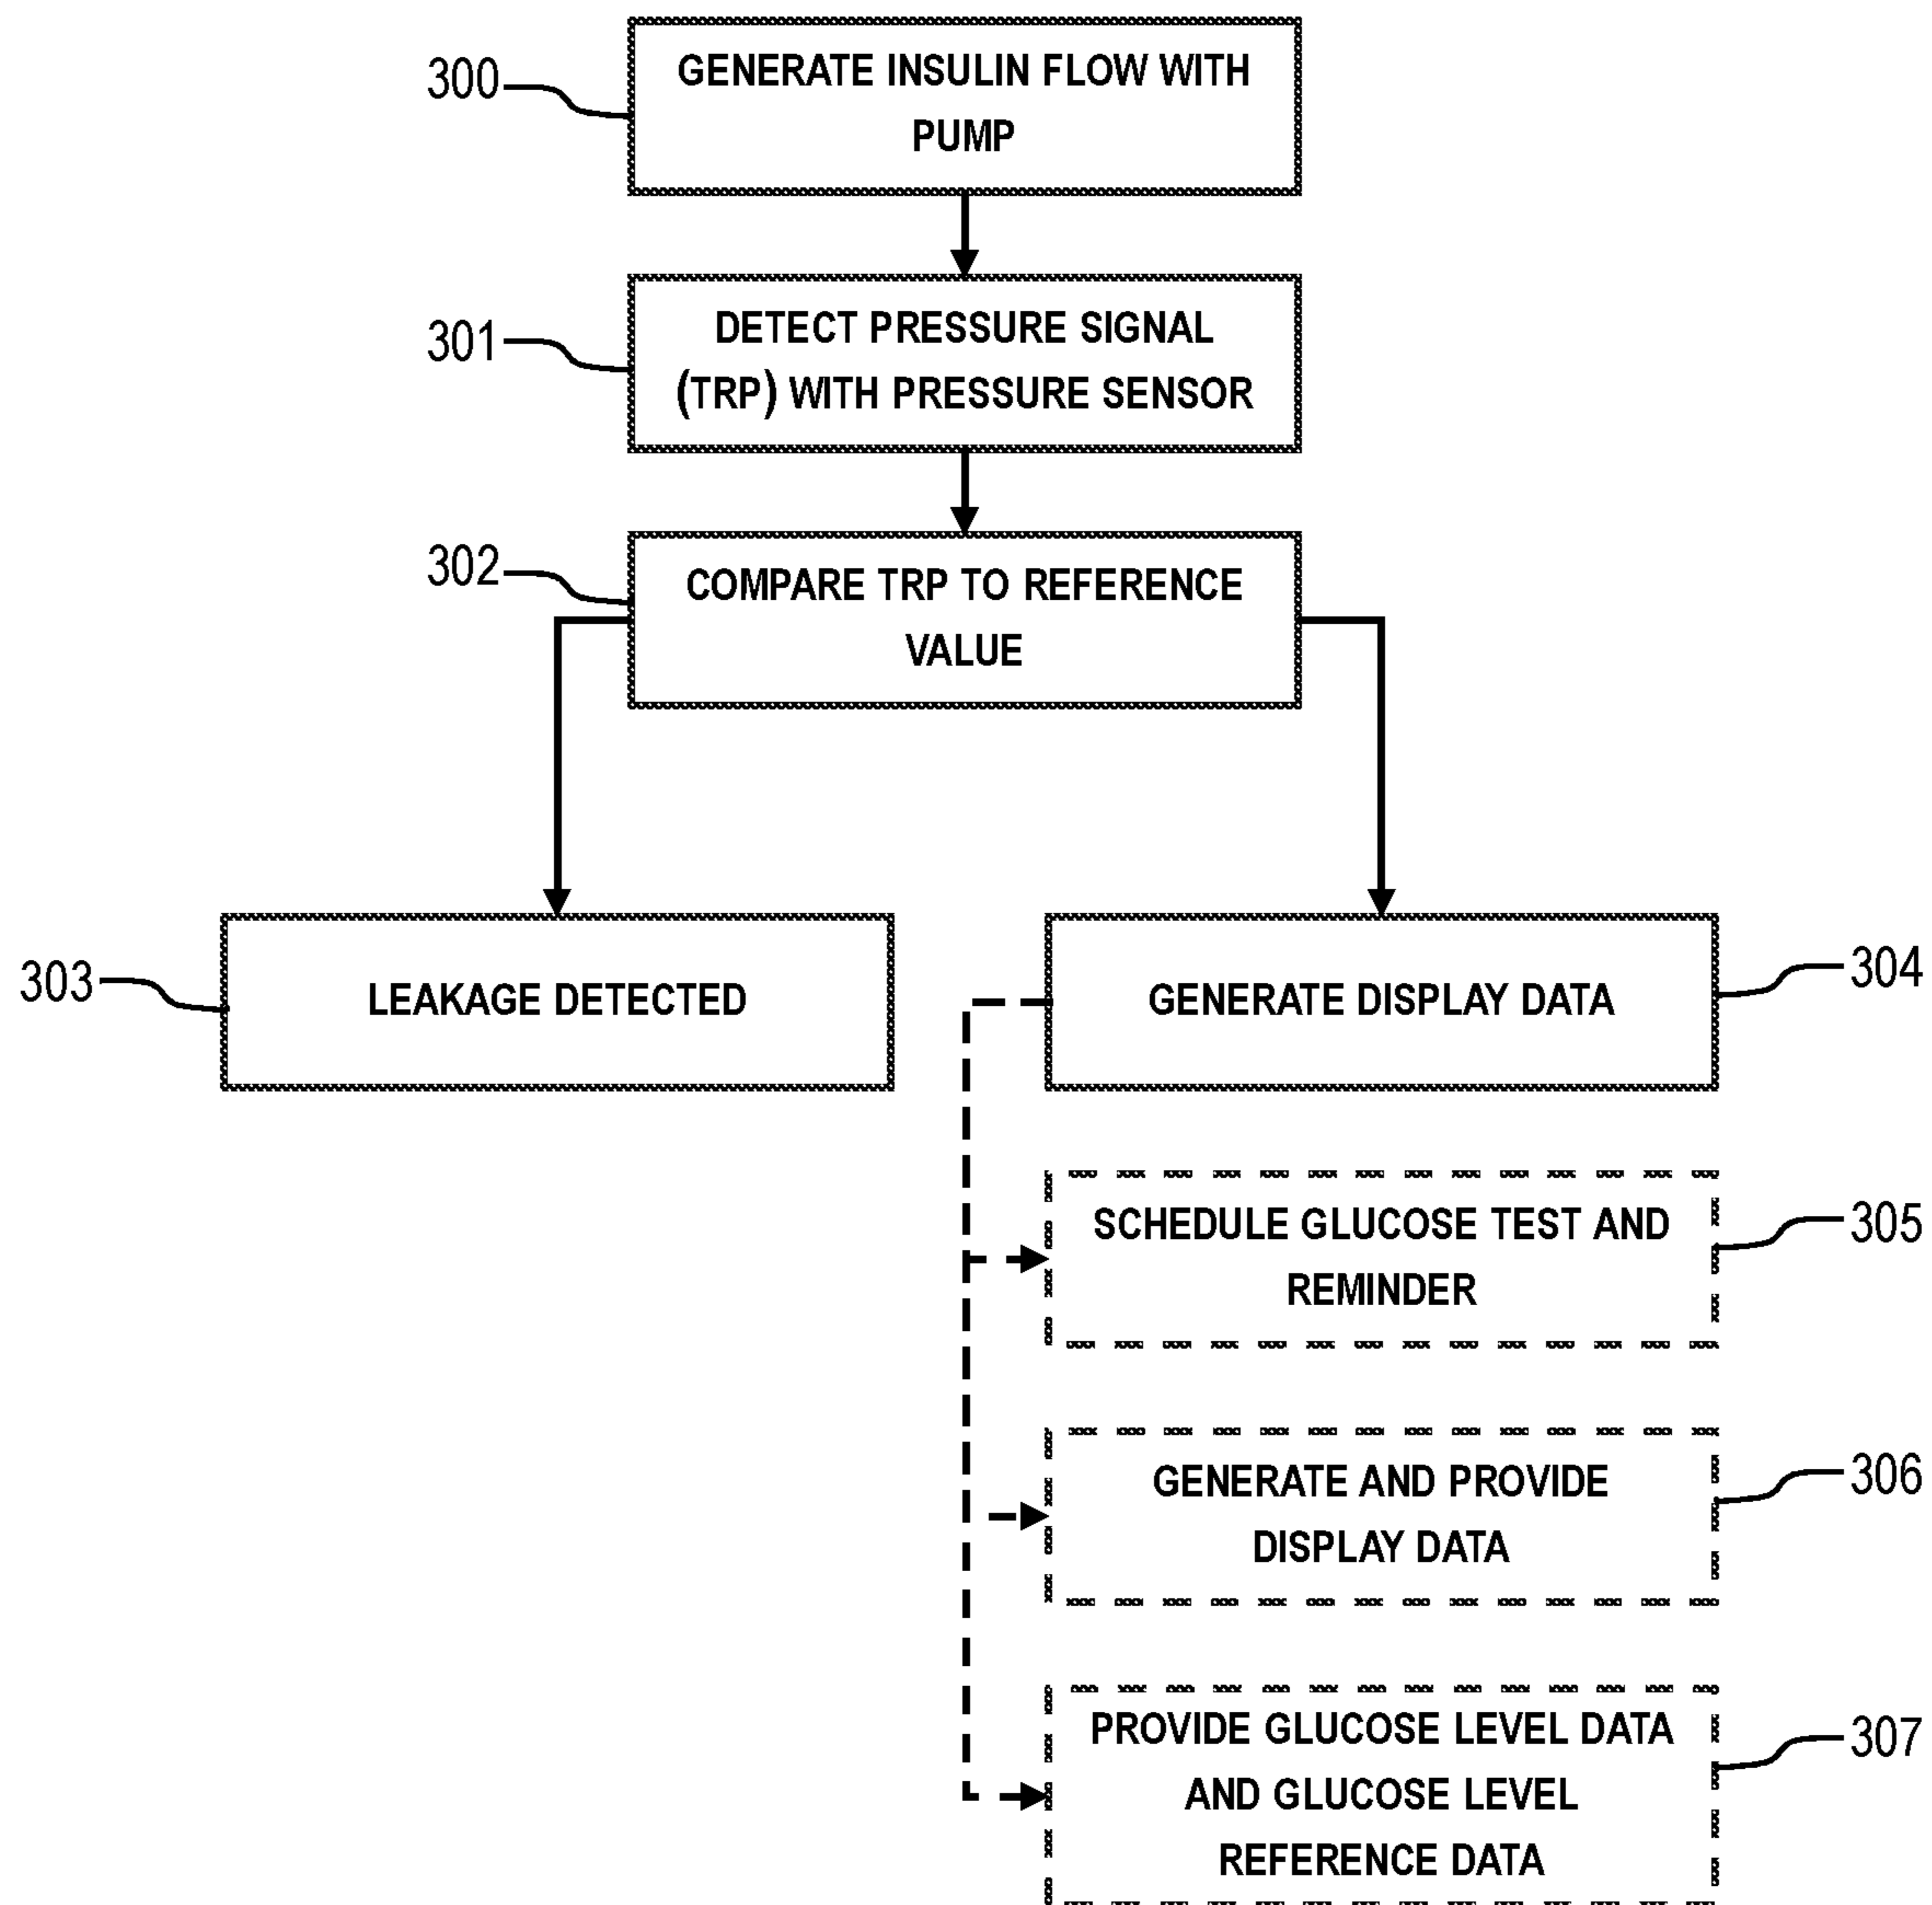 300
GENERATE INSULIN FLOW WITH
PUMP
301
DETECT PRESSURE SIGNAL
(TRP) WITH PRESSURE SENSOR
302
COMPARE TRP TO REFERENCE
VALUE
303
LEAKAGE DETECTED
GENERATE DISPLAY DATA
304
SCHEDULE GLUCOSE TEST AND
REMINDER
305
GENERATE AND PROVIDE
DISPLAY DATA
306
PROVIDE GLUCOSE LEVEL DATA
AND GLUCOSE LEVEL
REFERENCE DATA
307